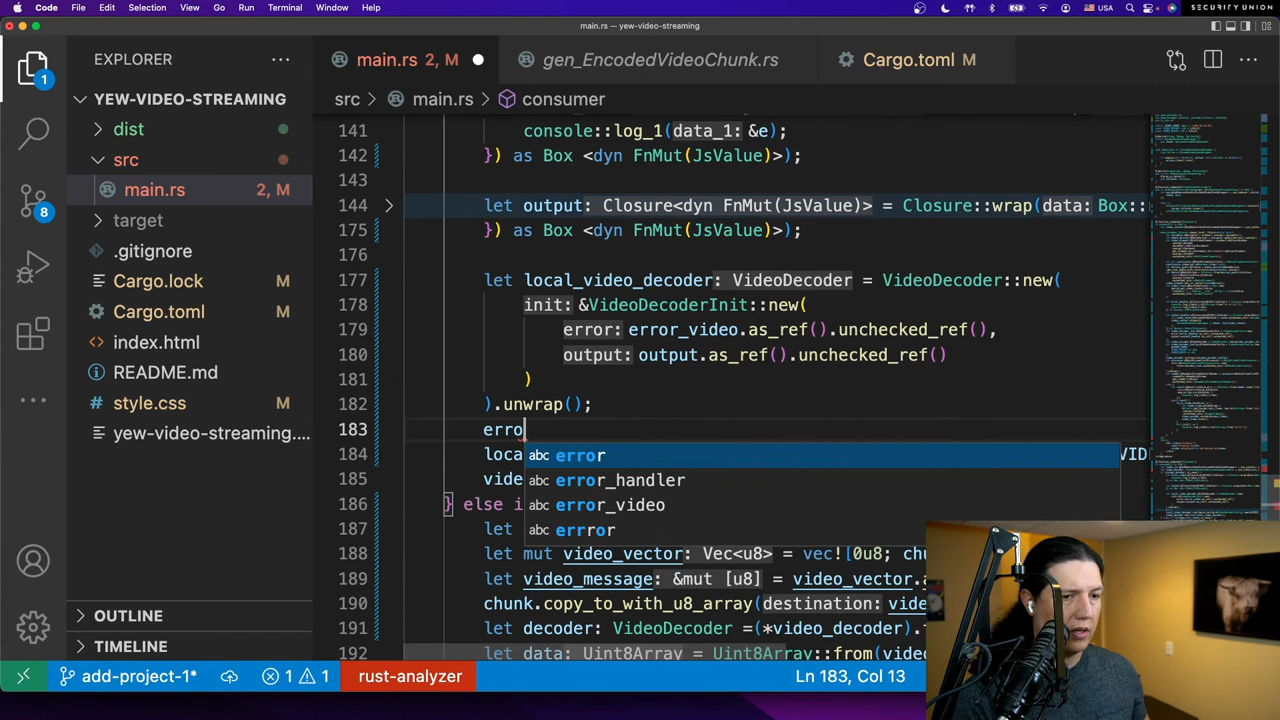 Code File Edit Selection View Go Run Terminal Window Help USA SECURITY UNION
main.rs — yew-video-streaming
EXPLORER
main.rs 2, M
gen_EncodedVideoChunk.rs
Cargo.toml M
YEW-VIDEO-STREAMING
src > main.rs > consumer
dist
src
main.rs 2, M
target
.gitignore
Cargo.lock M
Cargo.toml M
index.html
README.md
style.css M
yew-video-streaming....
OUTLINE
TIMELINE
1
8
141 console::log_1(data_1: &e);
142 }) as Box <dyn FnMut(JsValue)>);
143
144 let output: Closure<dyn FnMut(JsValue)> = Closure::wrap(data: Box::
175 }) as Box <dyn FnMut(JsValue)>);
176
177 let local_video_decoder: VideoDecoder = VideoDecoder::new(
178 init: &VideoDecoderInit::new(
179 error: error_video.as_ref().unchecked_ref(),
180 output: output.as_ref().unchecked_ref()
181 )
182 ).unwrap();
183 erro
184 loca
185 vide
186 } else i
abc error
abc error_handler
abc error_video
abc errror
187 let
188 let mut video_vector: Vec<u8> = vec![0u8; ch
189 let video_message: &mut [u8] = video_vector.a
190 chunk.copy_to_with_u8_array(destination: vide
191 let decoder: VideoDecoder =(*video_decoder).
192 let data: Uint8Array = Uint8Array::from(vide
add-project-1* 1 1 rust-analyzer Ln 183, Col 13